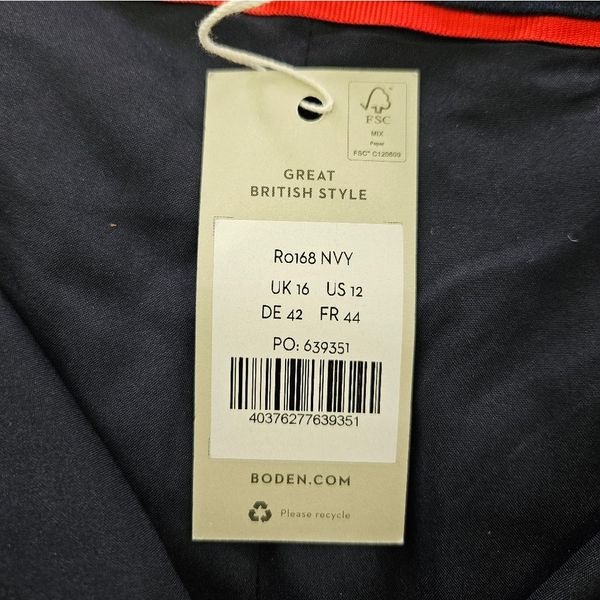 FSC
MIX
Paper
FSC™ C128609
GREAT
BRITISH STYLE
R0168 NVY
UK 16 US 12
DE 42 FR 44
PO: 639351
40376277639351
BODEN.COM
Please recycle